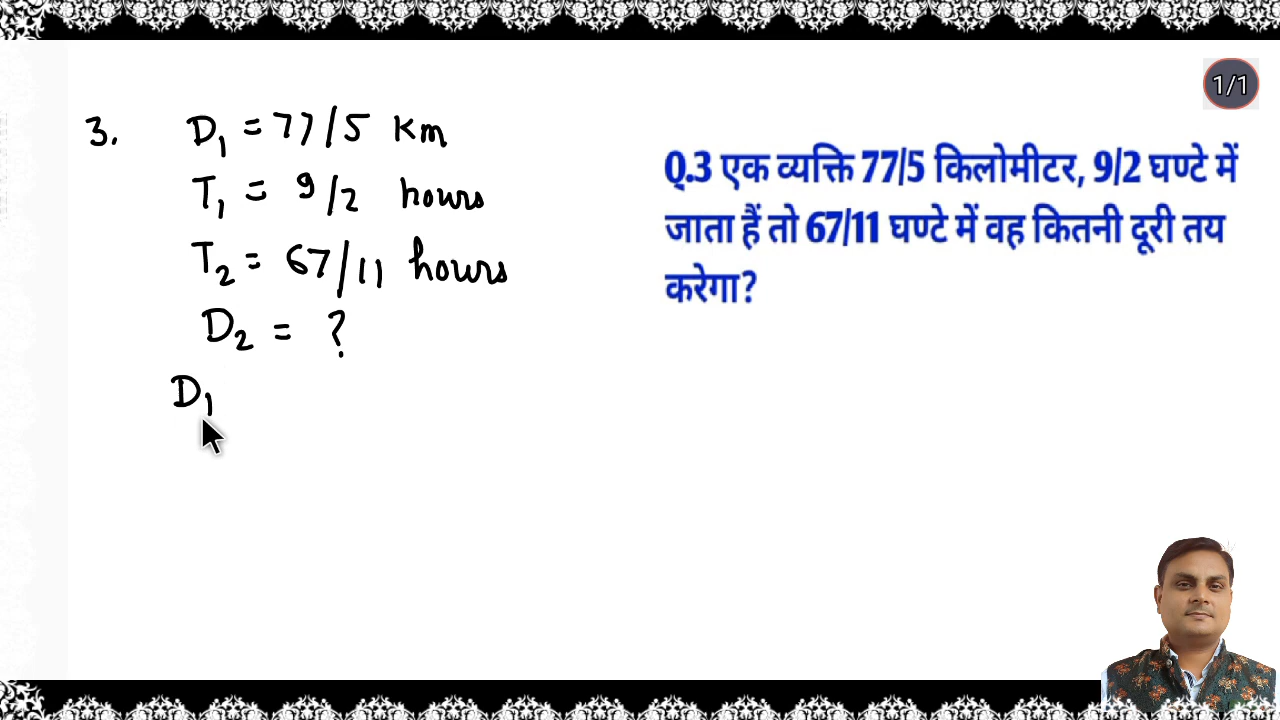 1/1
3. D₁ = 77/5 Km
T₁ = 9/2 hours
T₂ = 67/11 hours
D₂ = ?
D₁
Q.3 एक व्यक्ति 77/5 किलोमीटर, 9/2 घण्टे में
जाता हैं तो 67/11 घण्टे में वह कितनी दूरी तय
करेगा?